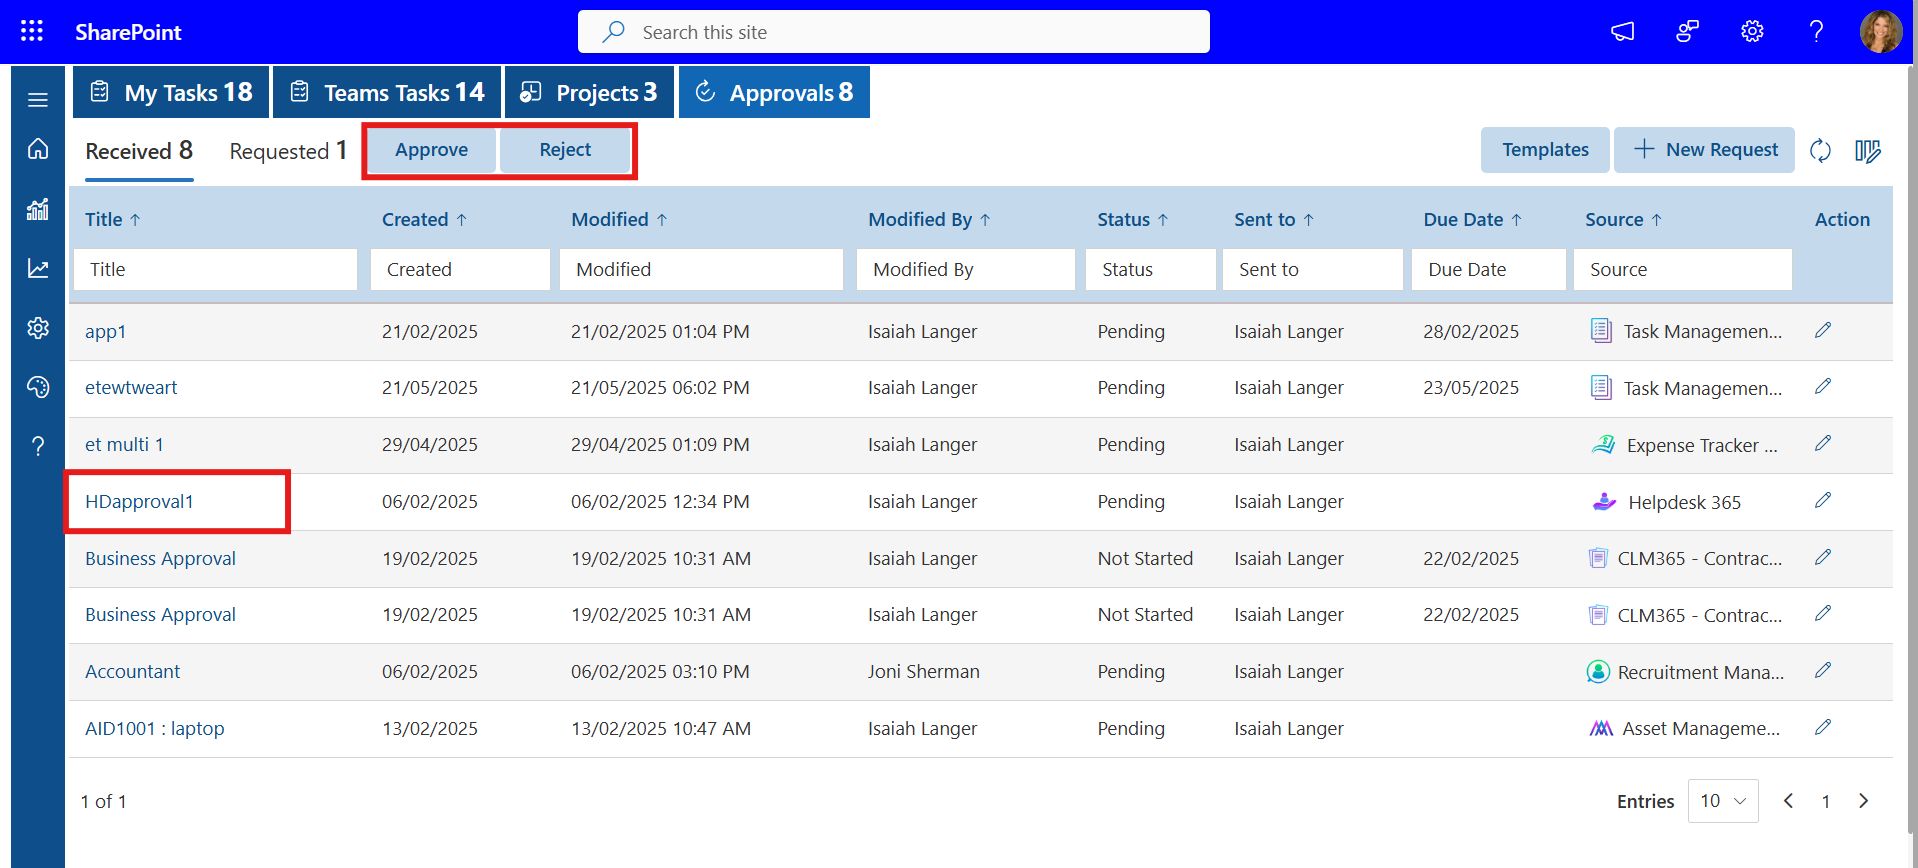 SharePoint
Search this site
My Tasks 18
Teams Tasks 14
Projects 3
Approvals 8
Received 8
Requested 1
Approve
Reject
Templates
New Request
Title ↑ Created ↑ Modified ↑ Modified By ↑ Status ↑ Sent to ↑ Due Date ↑ Source ↑ Action
Title Created Modified Modified By Status Sent to Due Date Source
app1 21/02/2025 21/02/2025 01:04 PM Isaiah Langer Pending Isaiah Langer 28/02/2025 Task Managemen...
etewtweart 21/05/2025 21/05/2025 06:02 PM Isaiah Langer Pending Isaiah Langer 23/05/2025 Task Managemen...
et multi 1 29/04/2025 29/04/2025 01:09 PM Isaiah Langer Pending Isaiah Langer Expense Tracker ...
HDapproval1 06/02/2025 06/02/2025 12:34 PM Isaiah Langer Pending Isaiah Langer Helpdesk 365
Business Approval 19/02/2025 19/02/2025 10:31 AM Isaiah Langer Not Started Isaiah Langer 22/02/2025 CLM365 - Contrac...
Business Approval 19/02/2025 19/02/2025 10:31 AM Isaiah Langer Not Started Isaiah Langer 22/02/2025 CLM365 - Contrac...
Accountant 06/02/2025 06/02/2025 03:10 PM Joni Sherman Pending Isaiah Langer Recruitment Mana...
AID1001 : laptop 13/02/2025 13/02/2025 10:47 AM Isaiah Langer Pending Isaiah Langer Asset Manageme...
1 of 1
Entries 10 1